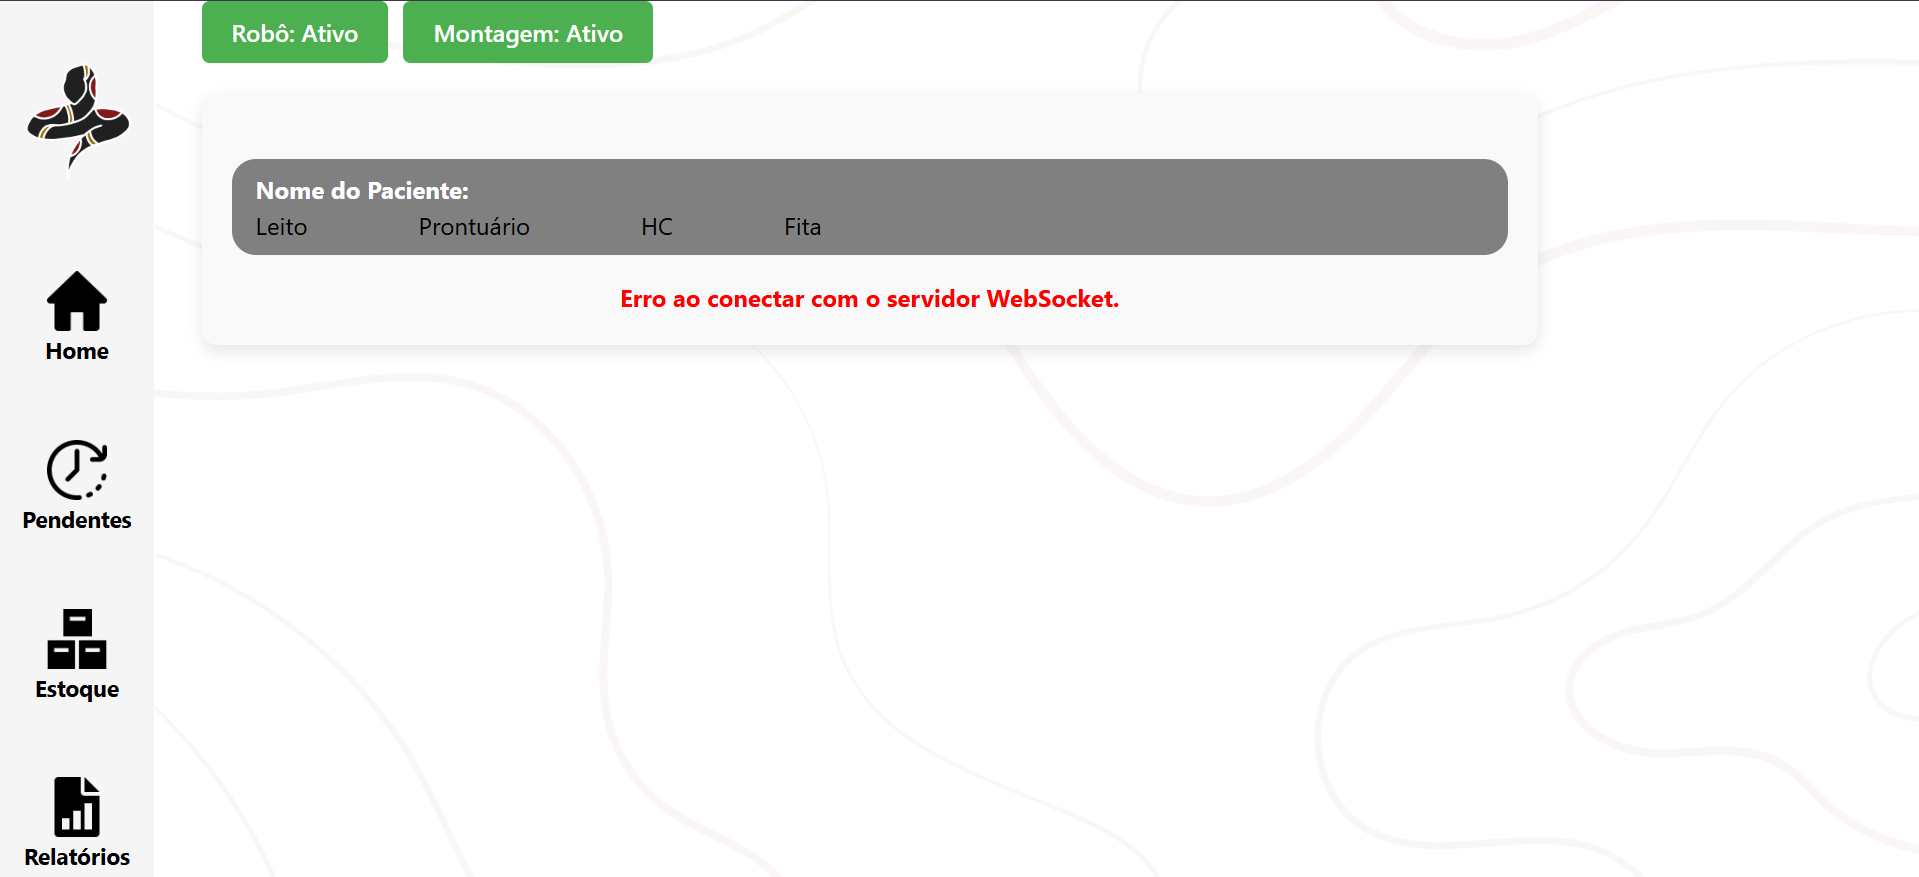 Robô: Ativo Montagem: Ativo
Nome do Paciente:
Leito Prontuário HC Fita
Erro ao conectar com o servidor WebSocket.
Home
Pendentes
Estoque
Relatórios